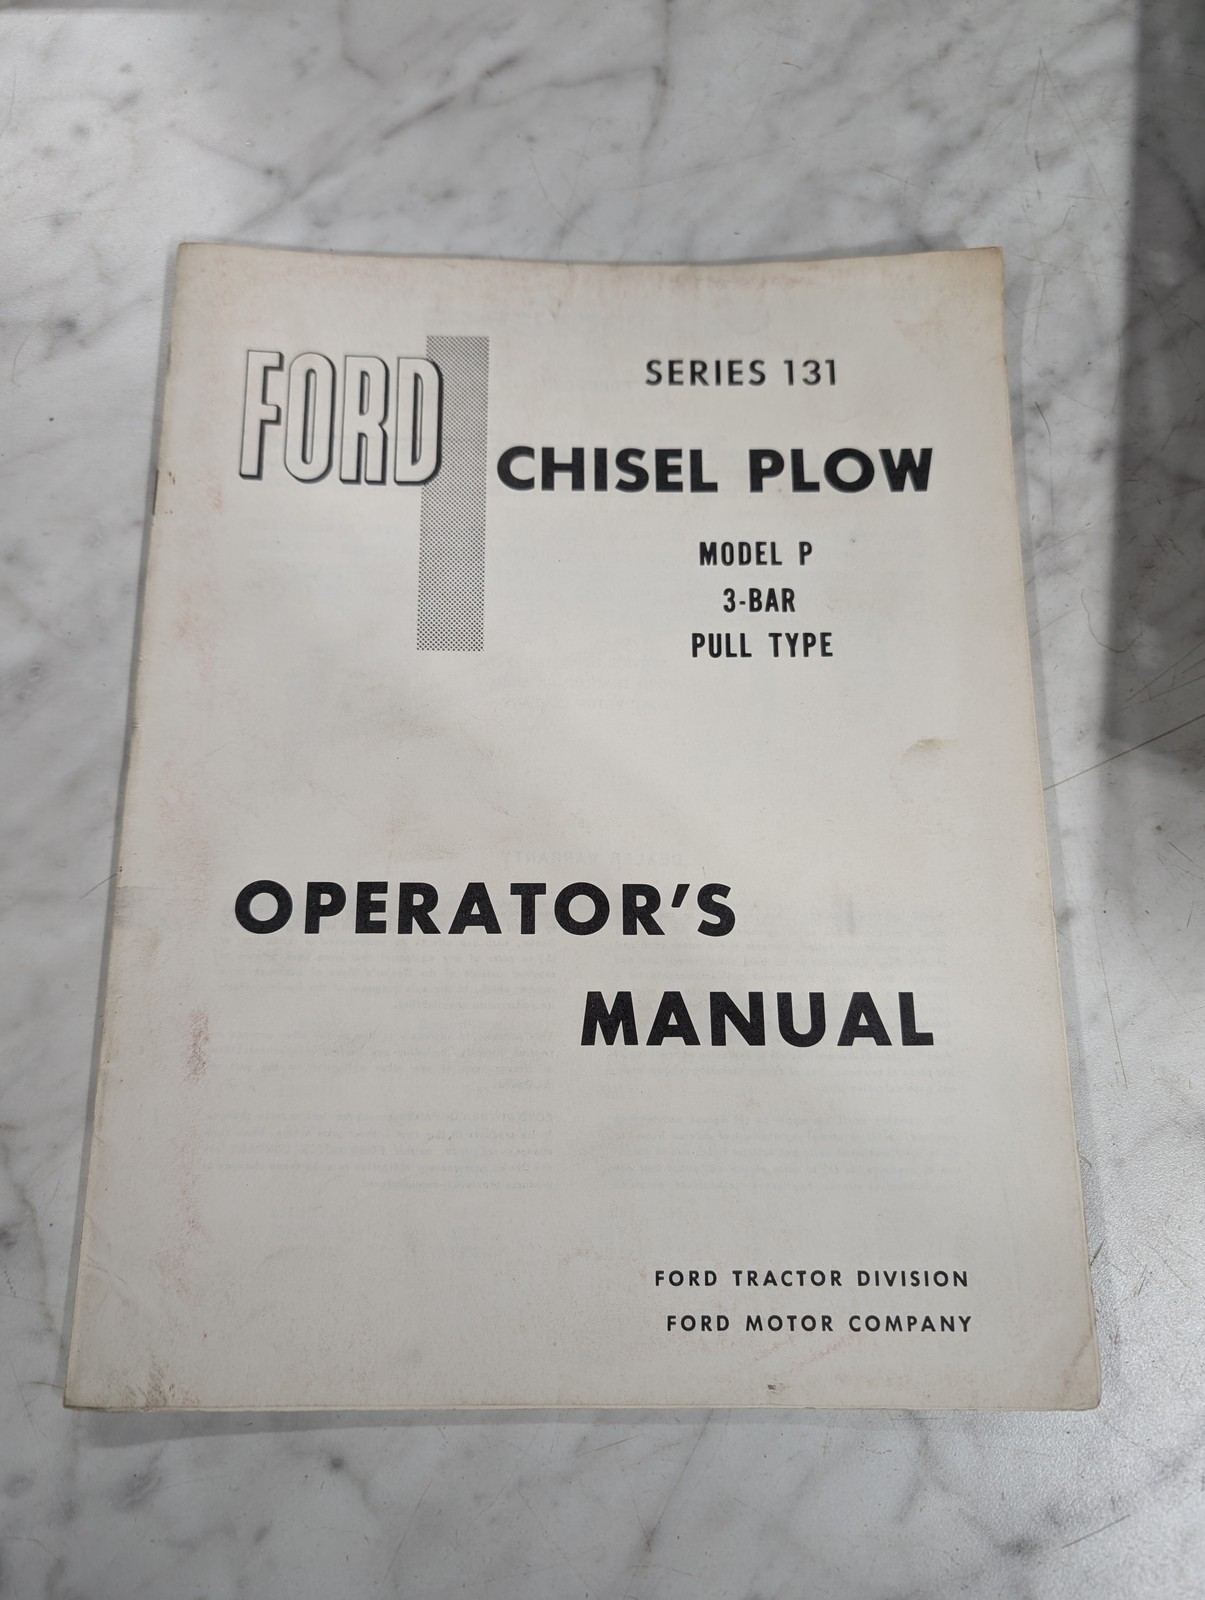 FORD
SERIES 131
CHISEL PLOW
MODEL P
3-BAR
PULL TYPE
OPERATOR'S
MANUAL
FORD TRACTOR DIVISION
FORD MOTOR COMPANY